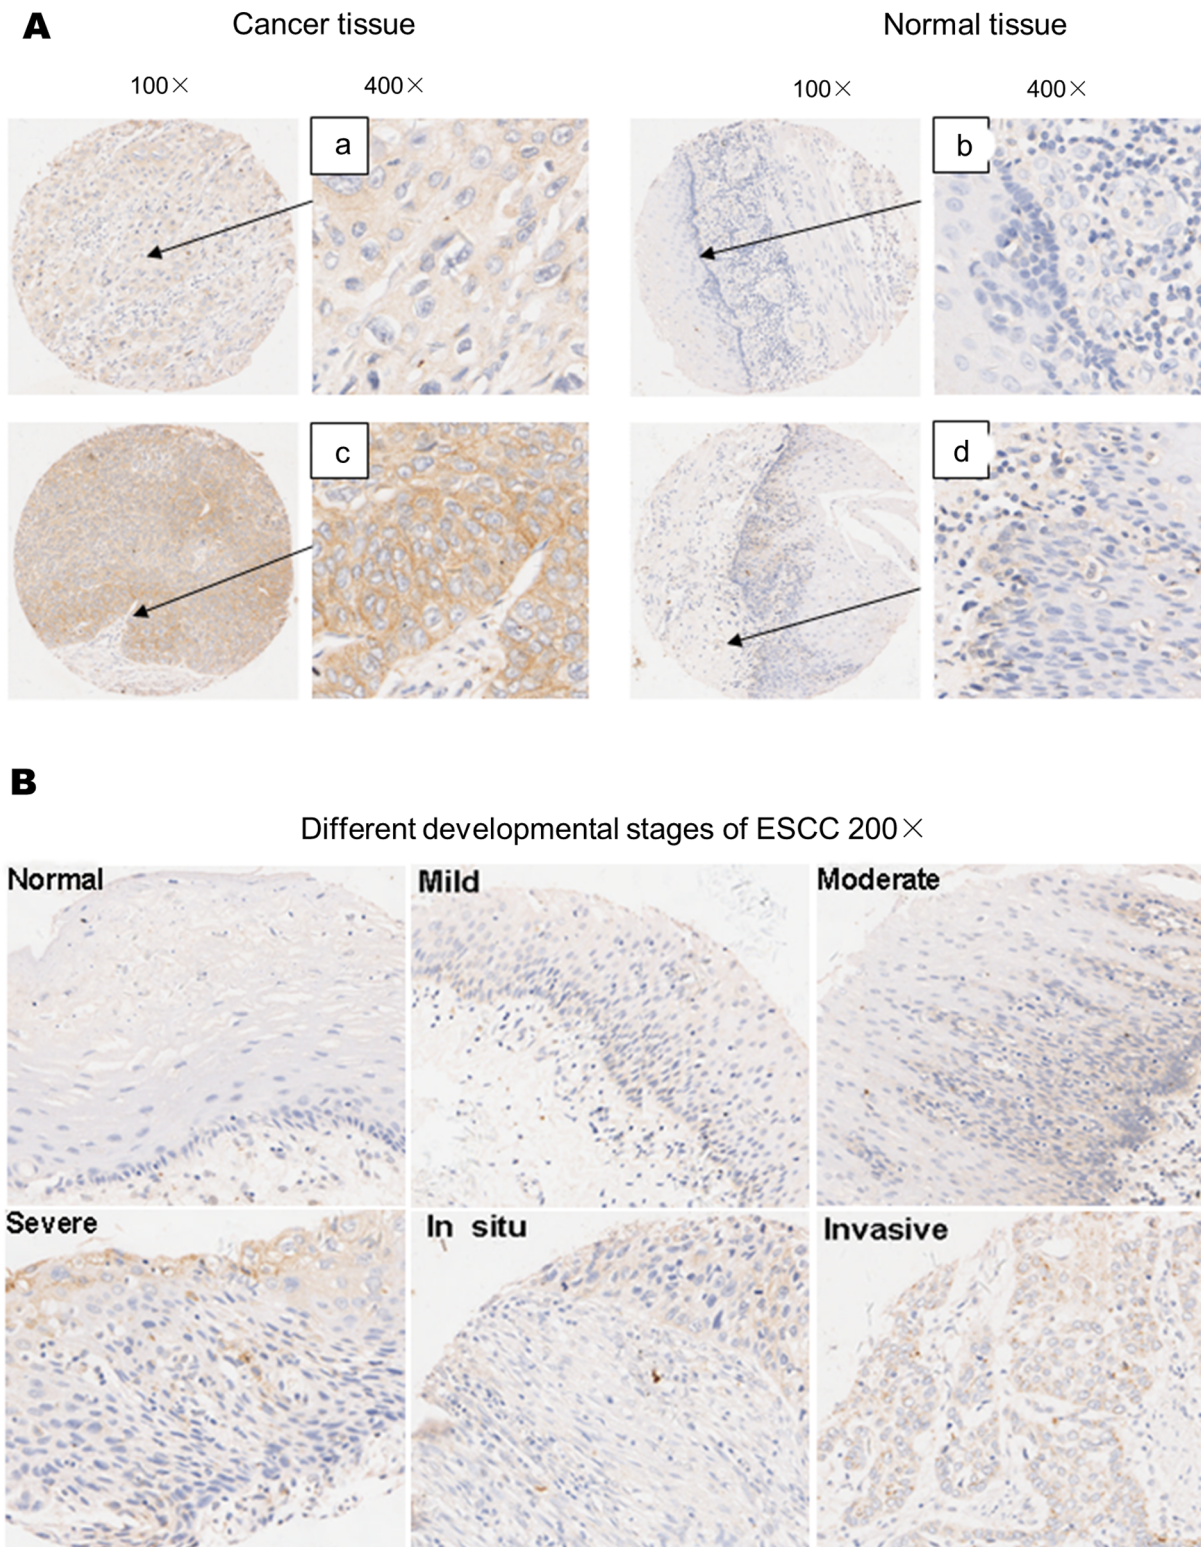 A
Cancer tissue
Normal tissue
100×
400×
100×
400×
a
b
c
d
B
Different developmental stages of ESCC 200×
Normal
Mild
Moderate
Severe
In situ
Invasive